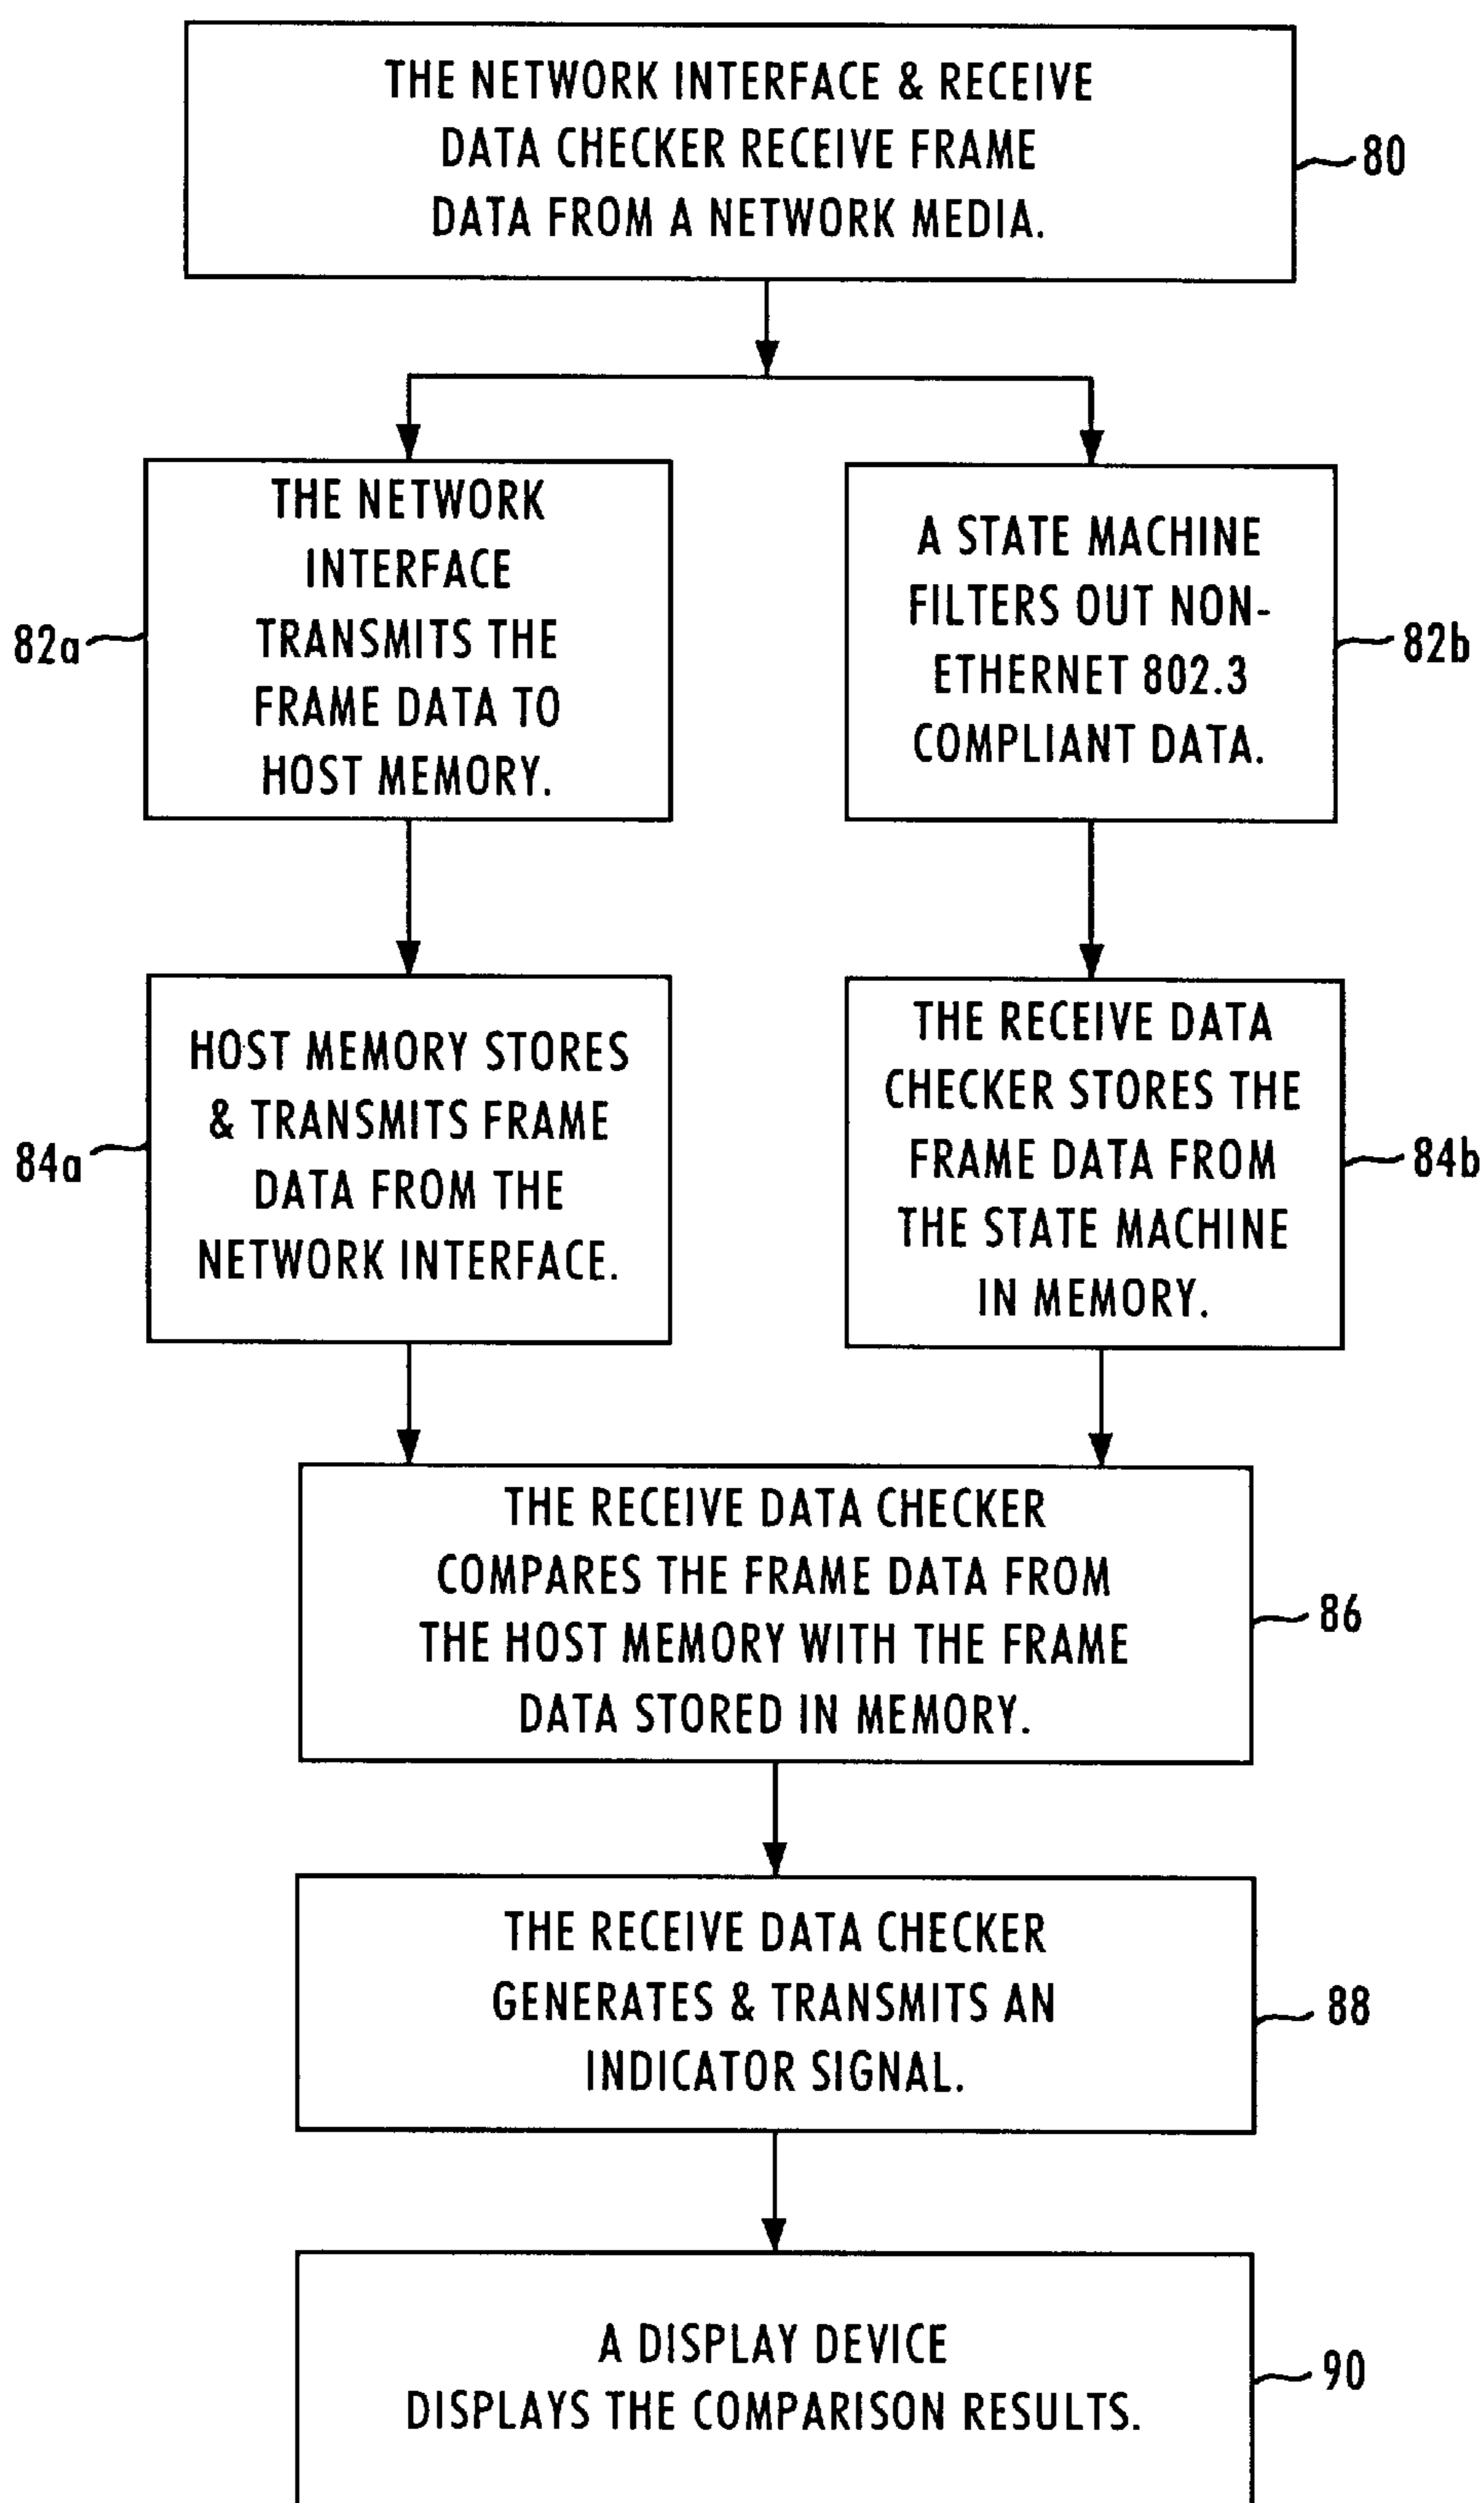 THE NETWORK INTERFACE & RECEIVE
DATA CHECKER RECEIVE FRAME
DATA FROM A NETWORK MEDIA.
80
THE NETWORK
INTERFACE
TRANSMITS THE
FRAME DATA TO
HOST MEMORY.
82a
A STATE MACHINE
FILTERS OUT NON-
ETHERNET 802.3
COMPLIANT DATA.
82b
HOST MEMORY STORES
& TRANSMITS FRAME
DATA FROM THE
NETWORK INTERFACE.
84a
THE RECEIVE DATA
CHECKER STORES THE
FRAME DATA FROM
THE STATE MACHINE
IN MEMORY.
84b
THE RECEIVE DATA CHECKER
COMPARES THE FRAME DATA FROM
THE HOST MEMORY WITH THE FRAME
DATA STORED IN MEMORY.
86
THE RECEIVE DATA CHECKER
GENERATES & TRANSMITS AN
INDICATOR SIGNAL.
88
A DISPLAY DEVICE
DISPLAYS THE COMPARISON RESULTS.
90